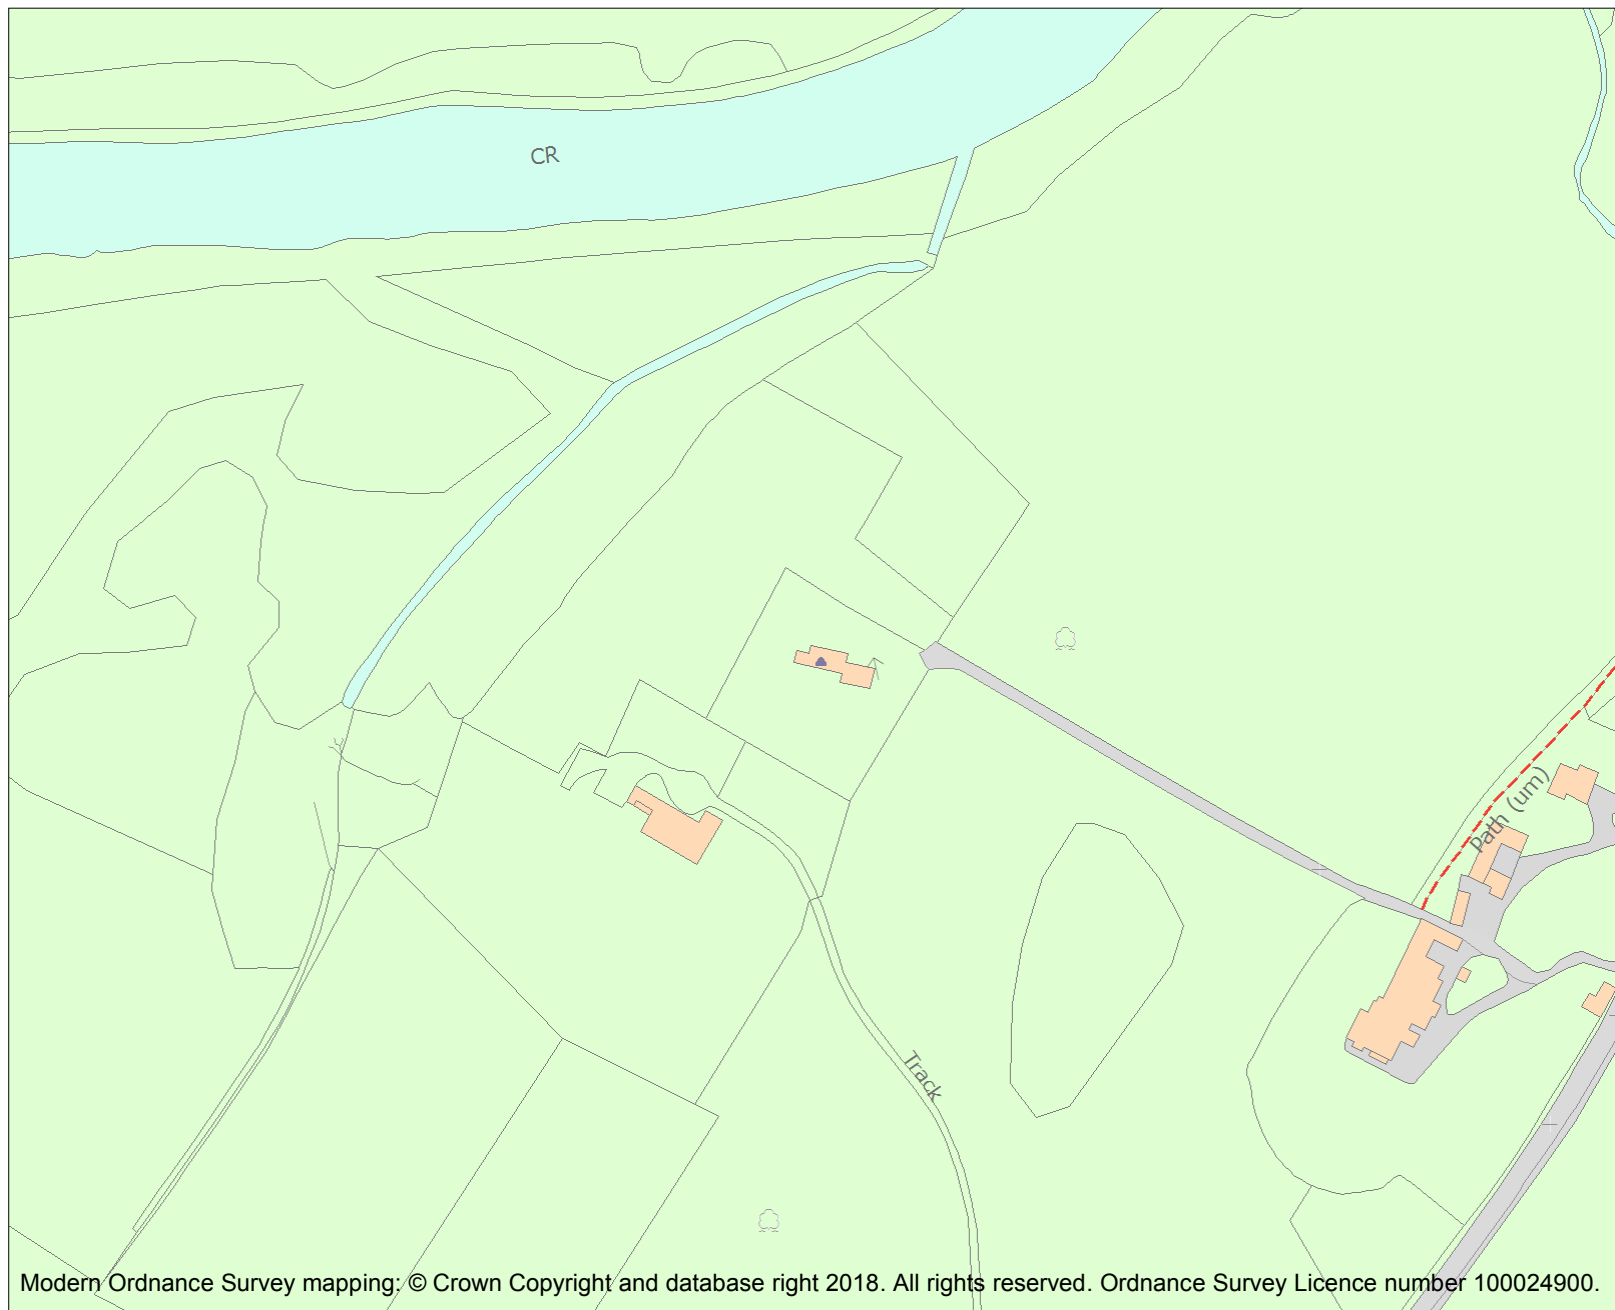 CR
Path (um)
Track
Modern Ordnance Survey mapping: © Crown Copyright and database right 2018. All rights reserved. Ordnance Survey Licence number 100024900.